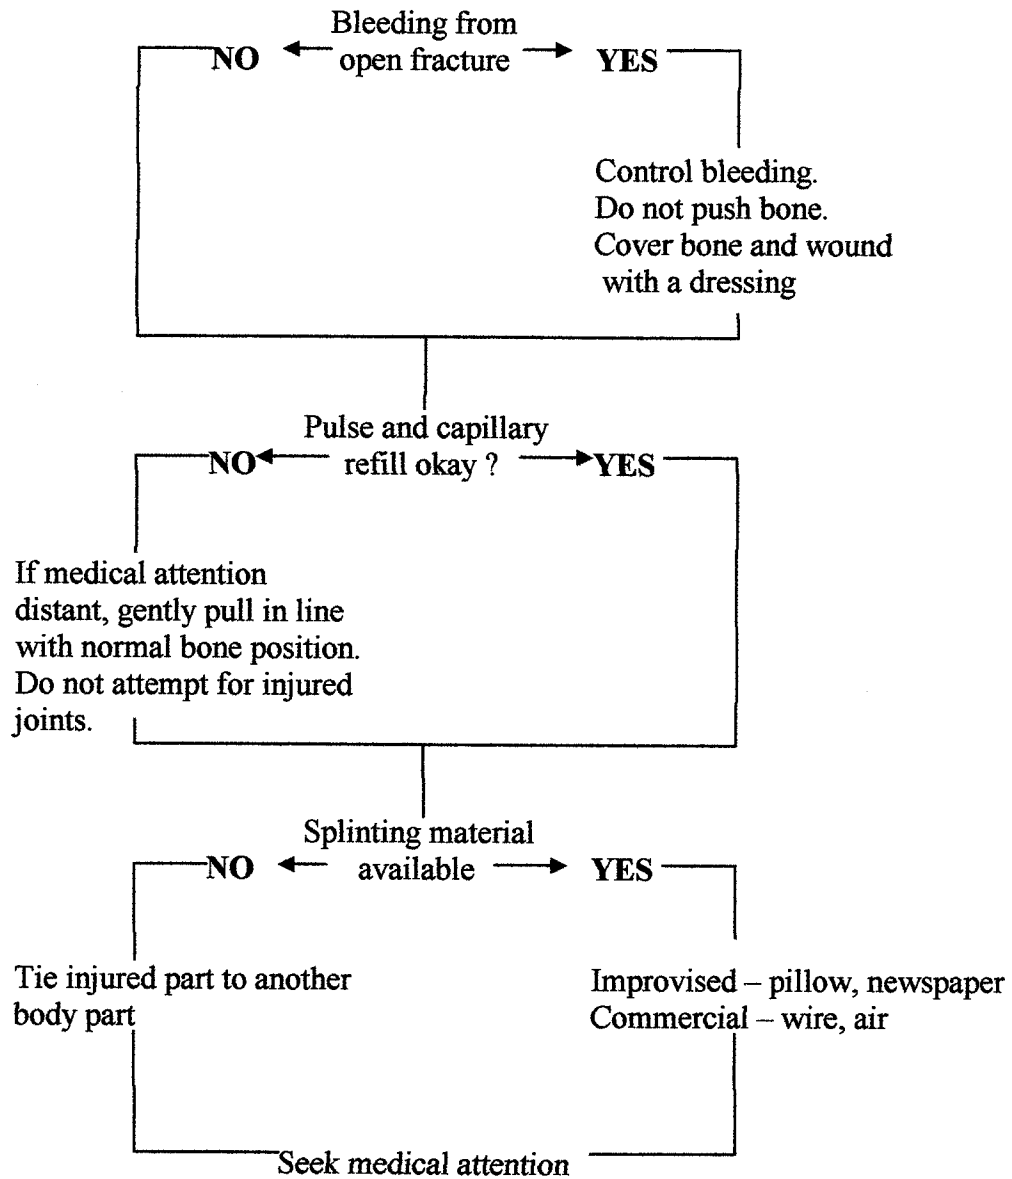 Bleeding from
NO open fracture YES
Control bleeding.
Do not push bone.
Cover bone and wound
with a dressing
Pulse and capillary
NO refill okay ? YES
If medical attention
distant, gently pull in line
with normal bone position.
Do not attempt for injured
joints.
Splinting material
NO available YES
Tie injured part to another
body part
Improvised – pillow, newspaper
Commercial – wire, air
Seek medical attention